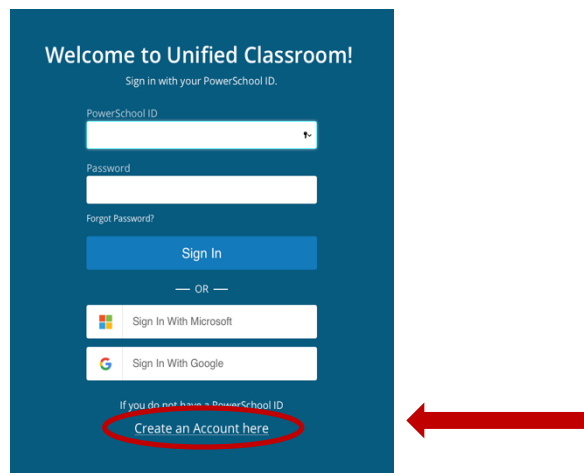 Welcome to Unified Classroom!
Sign in with your PowerSchool ID.
PowerSchool ID
Password
Forgot Password?
Sign In
OR
Sign In With Microsoft
Sign In With Google
If you do not have a PowerSchool ID
Create an Account here